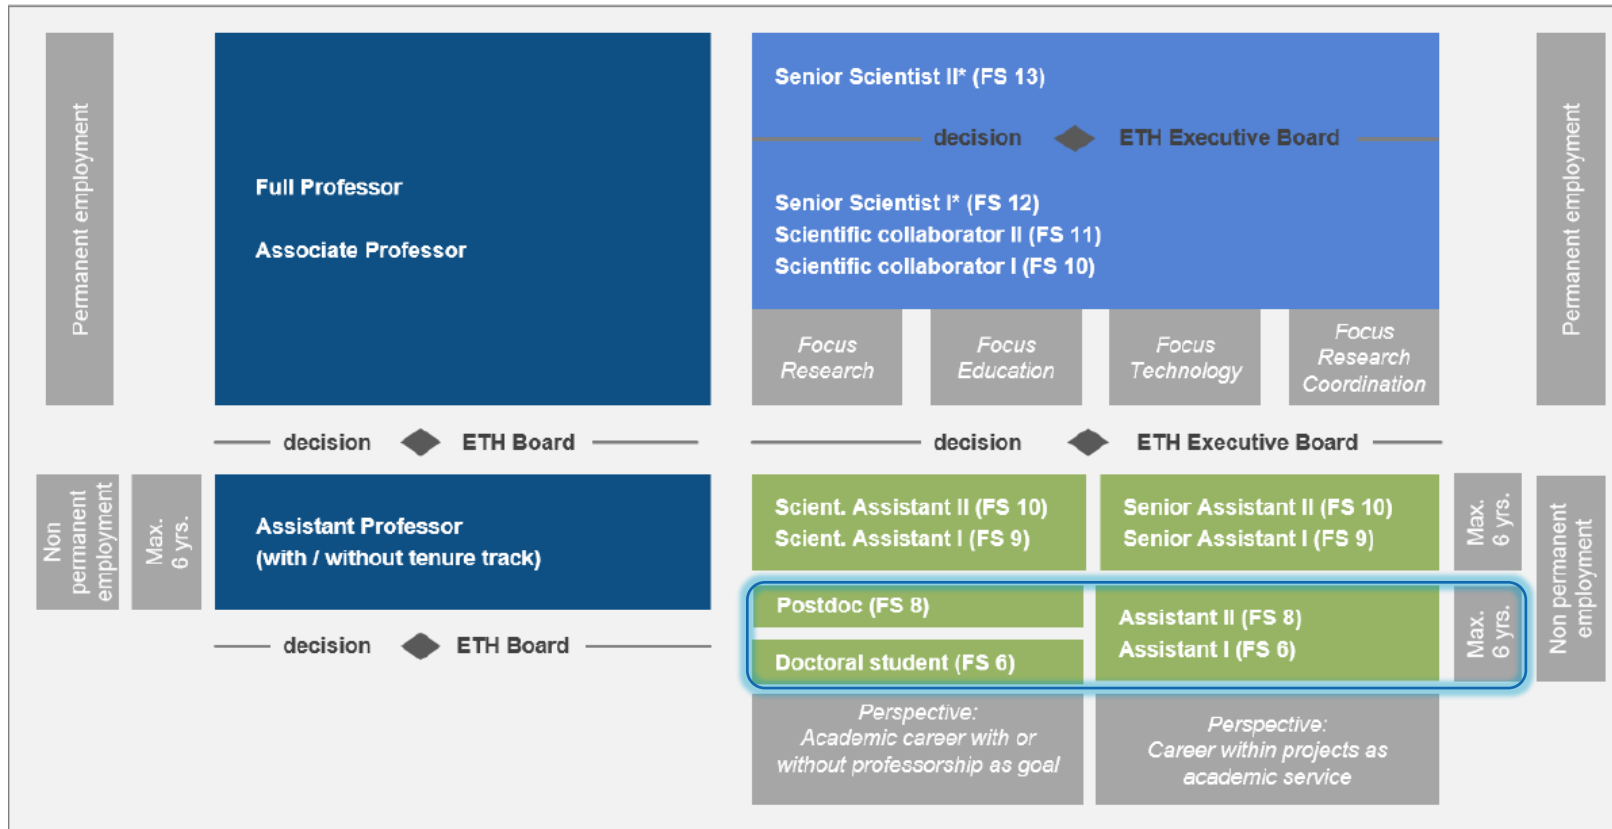 Permanent employment
Full Professor
Associate Professor
Senior Scientist II* (FS 13)
decision ETH Executive Board
Senior Scientist I* (FS 12)
Scientific collaborator II (FS 11)
Scientific collaborator I (FS 10)
Focus
Research
Focus
Education
Focus
Technology
Focus
Research
Coordination
Permanent employment
decision ETH Board
decision ETH Executive Board
Non
permanent
employment
Max.
6 yrs.
Assistant Professor
(with / without tenure track)
Scient. Assistant II (FS 10)
Scient. Assistant I (FS 9)
Senior Assistant II (FS 10)
Senior Assistant I (FS 9)
Max.
6 yrs.
Non permanent
employment
decision ETH Board
Postdoc (FS 8)
Doctoral student (FS 6)
Assistant II (FS 8)
Assistant I (FS 6)
Max.
6 yrs.
Perspective:
Academic career with or
without professorship as goal
Perspective:
Career within projects as
academic service